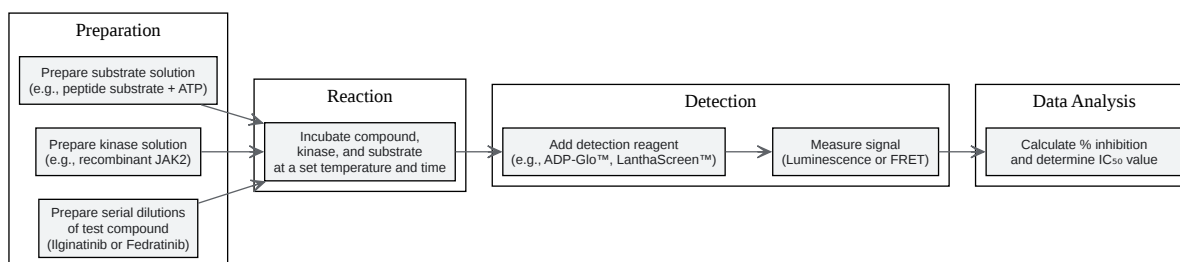 Preparation
Prepare substrate solution
(e.g., peptide substrate + ATP)
Prepare kinase solution
(e.g., recombinant JAK2)
Prepare serial dilutions
of test compound
(Ilginatinib or Fedratinib)
Reaction
Incubate compound,
kinase, and substrate
at a set temperature and time
Detection
Add detection reagent
(e.g., ADP-Glo™, LanthaScreen™)
Measure signal
(Luminescence or FRET)
Data Analysis
Calculate % inhibition
and determine IC₅₀ value